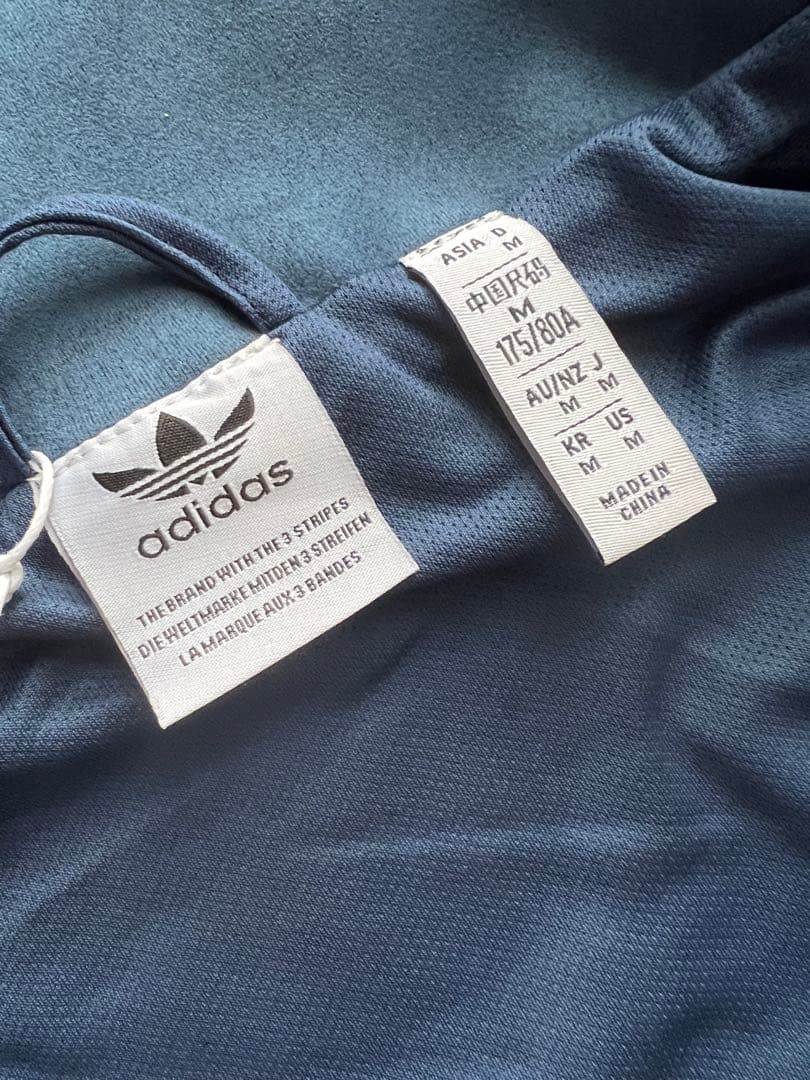 adidas
THE BRAND WITH THE 3 STRIPES
DIE WELTMARKE MIT DEN 3 STREIFEN
LA MARQUE AUX 3 BANDES
ASIA/D
M
中国尺码
M
175/80A
AU/NZ J
M M
KR US
M M
MADE IN
CHINA